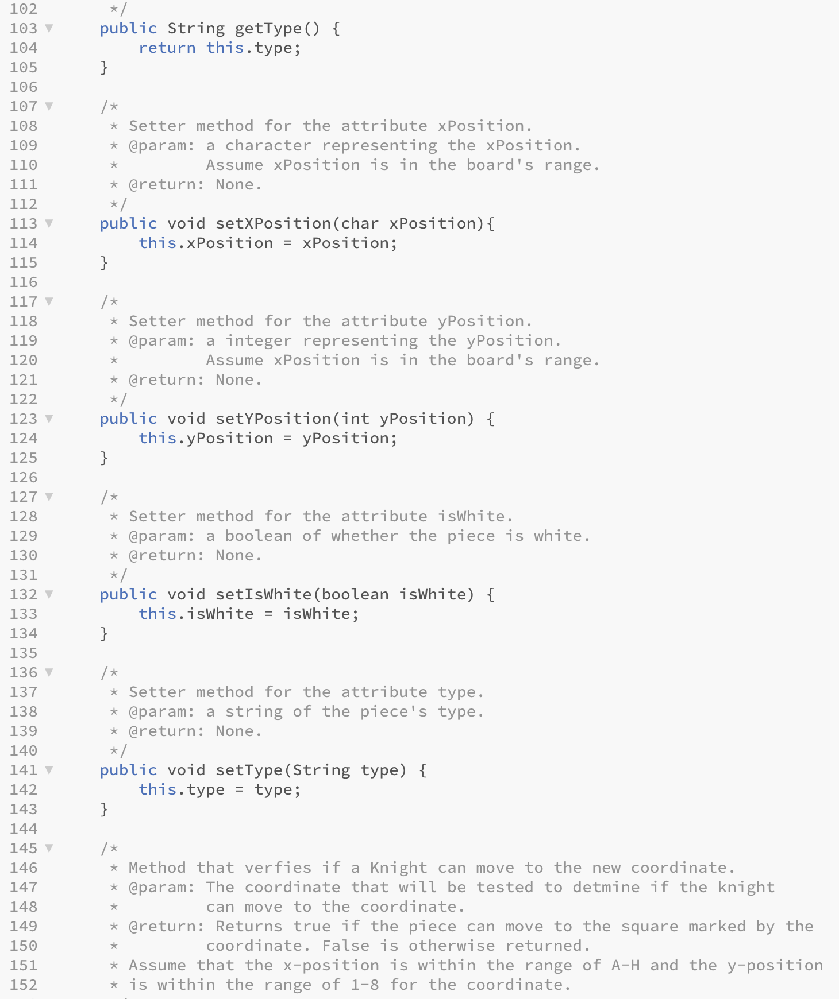 102 */
103 ▼ public String getType() {
104 return this.type;
105 }
106
107 ▼ /*
108 * Setter method for the attribute xPosition.
109 * @param: a character representing the xPosition.
110 * Assume xPosition is in the board's range.
111 * @return: None.
112 */
113 ▼ public void setXPosition(char xPosition){
114 this.xPosition = xPosition;
115 }
116
117 ▼ /*
118 * Setter method for the attribute yPosition.
119 * @param: a integer representing the yPosition.
120 * Assume xPosition is in the board's range.
121 * @return: None.
122 */
123 ▼ public void setYPosition(int yPosition) {
124 this.yPosition = yPosition;
125 }
126
127 ▼ /*
128 * Setter method for the attribute isWhite.
129 * @param: a boolean of whether the piece is white.
130 * @return: None.
131 */
132 ▼ public void setIsWhite(boolean isWhite) {
133 this.isWhite = isWhite;
134 }
135
136 ▼ /*
137 * Setter method for the attribute type.
138 * @param: a string of the piece's type.
139 * @return: None.
140 */
141 ▼ public void setType(String type) {
142 this.type = type;
143 }
144
145 ▼ /*
146 * Method that verfies if a Knight can move to the new coordinate.
147 * @param: The coordinate that will be tested to detmine if the knight
148 * can move to the coordinate.
149 * @return: Returns true if the piece can move to the square marked by the
150 * coordinate. False is otherwise returned.
151 * Assume that the x-position is within the range of A-H and the y-position
152 * is within the range of 1-8 for the coordinate.